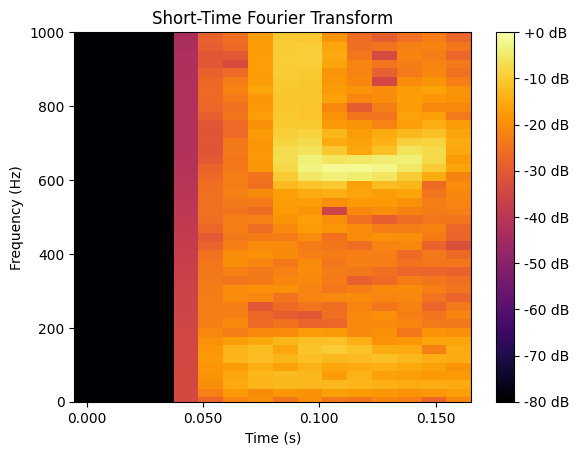 Short-Time Fourier Transform
1000
800
600
400
200
0
Frequency (Hz)
0.000
0.050
0.100
0.150
Time (s)
+0 dB
-10 dB
-20 dB
-30 dB
-40 dB
-50 dB
-60 dB
-70 dB
-80 dB